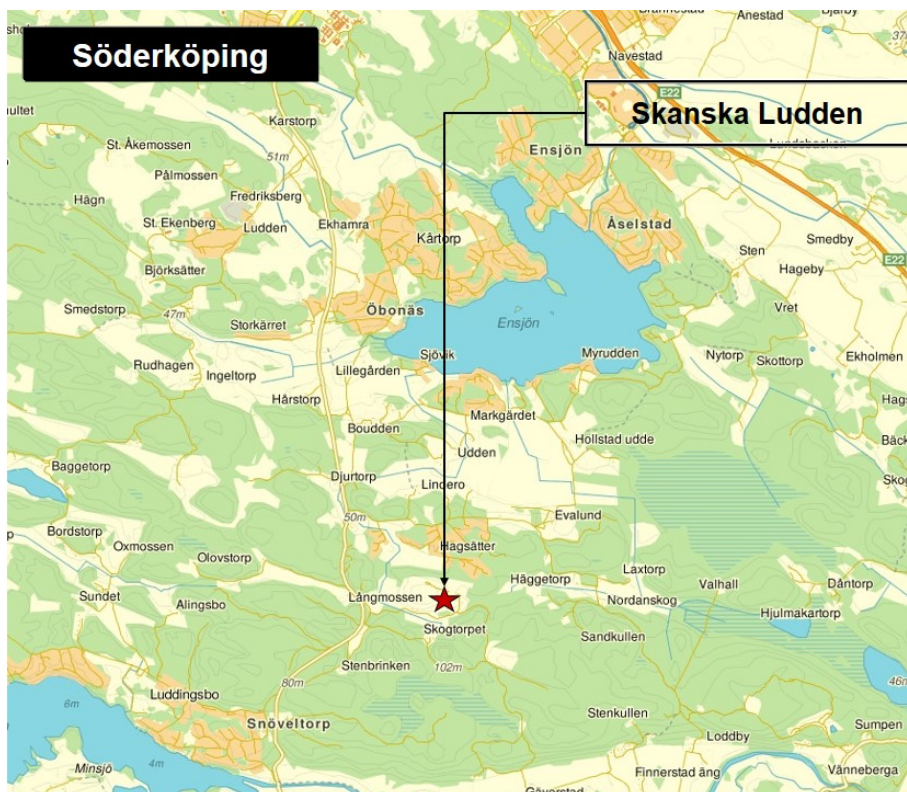 Söderköping
Skanska Ludden
Anestad
Navestad
E22
Karstorp
St. Åkemossen
51m
Ensjön
Pålmossen
Hägn
Fredriksberg
St. Ekenberg
Ludden
Ekhamra
Kårtorp
Åselstad
Smedby
Sten
E22
Björksätter
Hageby
Smedstorp
47m
Öbonäs
Vret
Storkärret
Ensjön
Sjövik
Myrudden
Nytorp
Skottorp
Ekholmen
Rudhagen
Ingeltorp
Lillegården
Hårstorp
Markgärdet
Boudden
Udden
Hollstad udde
Baggetorp
Djurtorp
Lindero
Evalund
Bordstorp
50m
Oxmossen
Hagsätter
Olovstorp
Häggetorp
Laxtorp
Valhall
Dåntorp
Sundet
Alingsbo
Långmossen
Nordanskog
Hjulmakartorp
Skogtorpet
Sandkullen
Stenbrinken
102m
80m
Luddingsbo
6m
Snöveltorp
Stenkullen
Sumpen
Loddby
4m
Minsjö
Finnerstad äng
Vänneberga